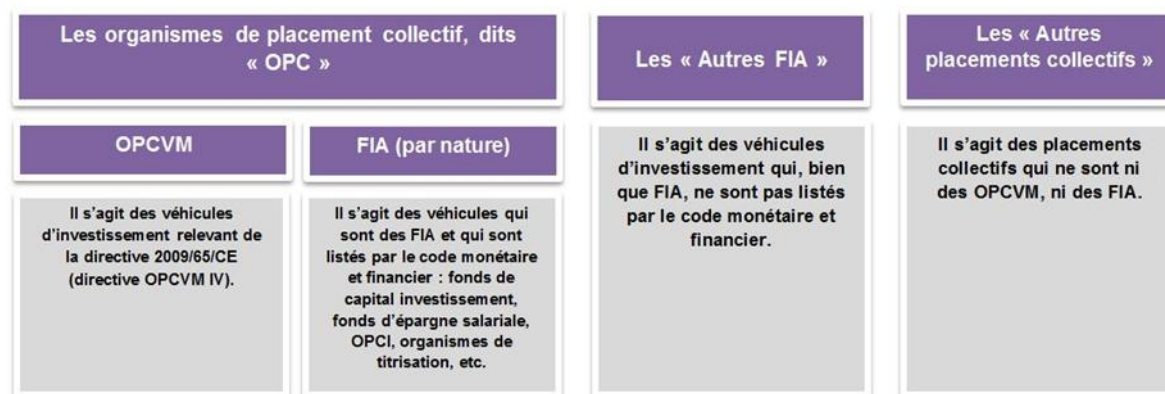 Les organismes de placement collectif, dits
« OPC »
OPCVM
Il s'agit des véhicules
d'investissement relevant de
la directive 2009/65/CE
(directive OPCVM IV).
FIA (par nature)
Il s'agit des véhicules qui
sont des FIA et qui sont
listés par le code monétaire
et financier : fonds de
capital investissement,
fonds d'épargne salariale,
OPCI, organismes de
titrisation, etc.
Les « Autres FIA »
Il s'agit des véhicules
d'investissement qui, bien
que FIA, ne sont pas listés
par le code monétaire et
financier.
Les « Autres
placements collectifs »
Il s'agit des placements
collectifs qui ne sont ni
des OPCVM, ni des FIA.